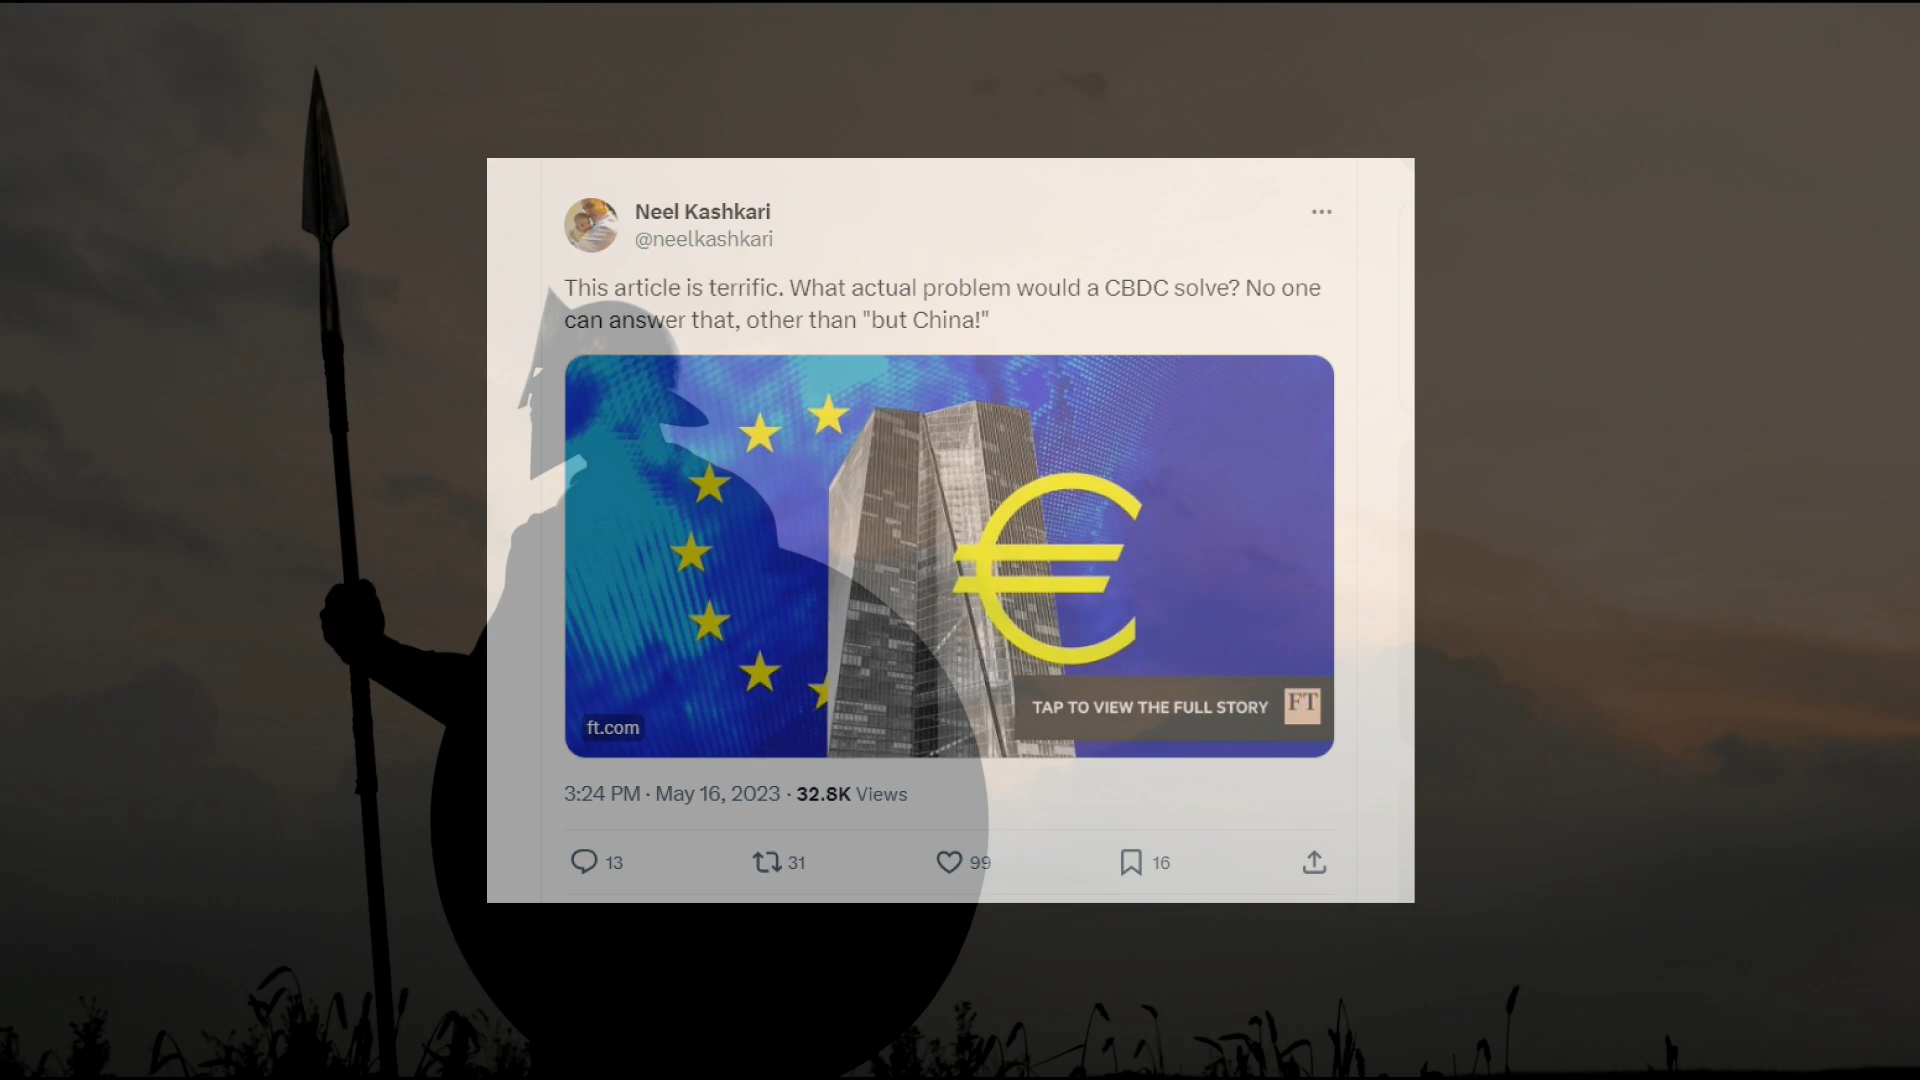 Neel Kashkari
@neelkashkari
This article is terrific. What actual problem would a CBDC solve? No one
can answer that, other than "but China!"
TAP TO VIEW THE FULL STORY FT
ft.com
3:24 PM · May 16, 2023 · 32.8K Views
13 31 99 16